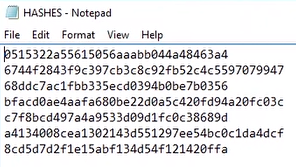 HASHES - Notepad
File Edit Format View Help
0515322a55615056aaabb044a48463a4
6744f2843f9c397cb3c8c92fb52c4c5597079947
68ddc7ac1fbb335ecd0394b0be7b0356
bfacd0ae4aafa680be22d0a5c420fd94a20fc03c
c7f8bcd497a4a9533d09d1fc0c38689d
a4134008cea1302143d551297ee54bc0c1da4dcf
8cd5d7d2f1e15abf134d54f121420ffa